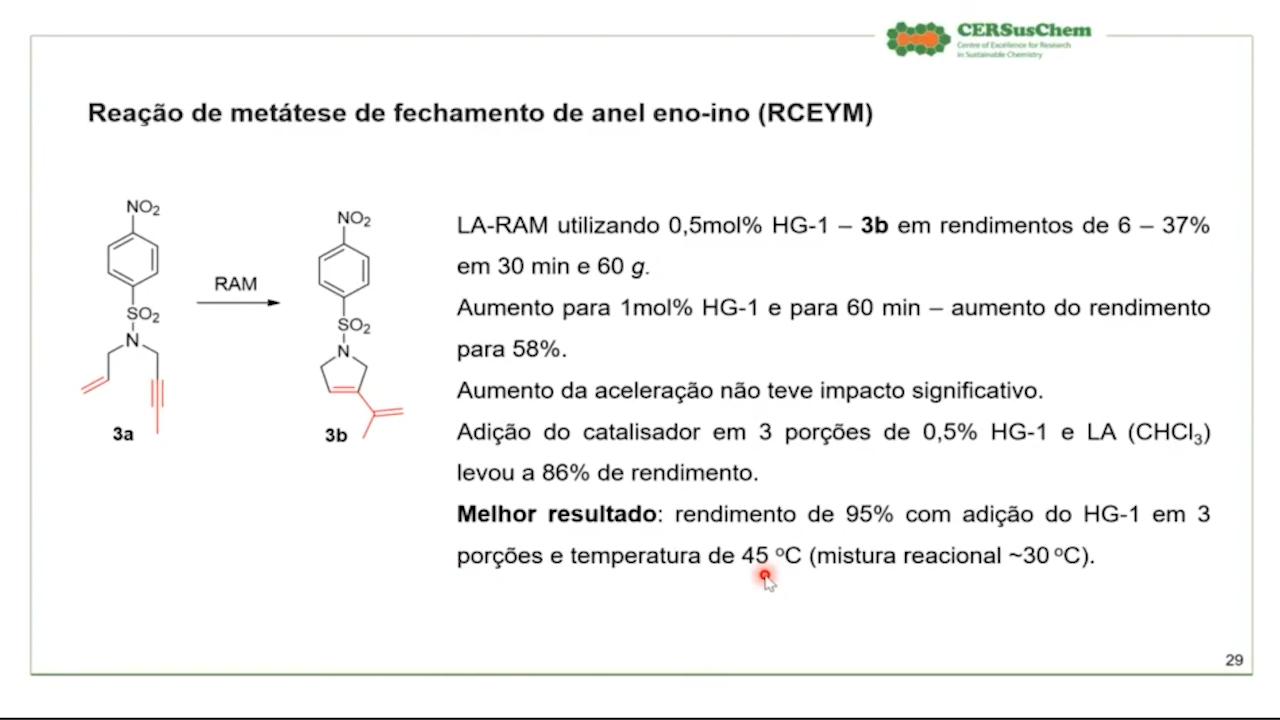 CERSusChem
Centre of Excellence for Research
in Sustainable Chemistry
Reação de metátese de fechamento de anel eno-ino (RCEYM)
NO₂
SO₂
N
3a
RAM
NO₂
SO₂
N
3b
LA-RAM utilizando 0,5mol% HG-1 – 3b em rendimentos de 6 – 37%
em 30 min e 60 g.
Aumento para 1mol% HG-1 e para 60 min – aumento do rendimento
para 58%.
Aumento da aceleração não teve impacto significativo.
Adição do catalisador em 3 porções de 0,5% HG-1 e LA (CHCl₃)
levou a 86% de rendimento.
Melhor resultado: rendimento de 95% com adição do HG-1 em 3
porções e temperatura de 45 ºC (mistura reacional ~30 ºC).
29